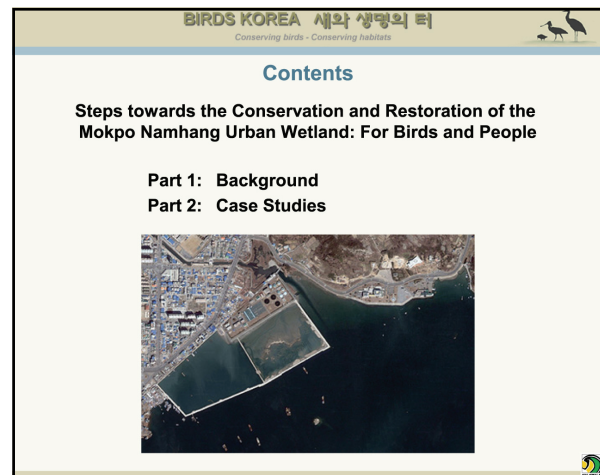 BIRDS KOREA 새와 생명의 터
Conserving birds - Conserving habitats
Contents
Steps towards the Conservation and Restoration of the
Mokpo Namhang Urban Wetland: For Birds and People
Part 1: Background
Part 2: Case Studies